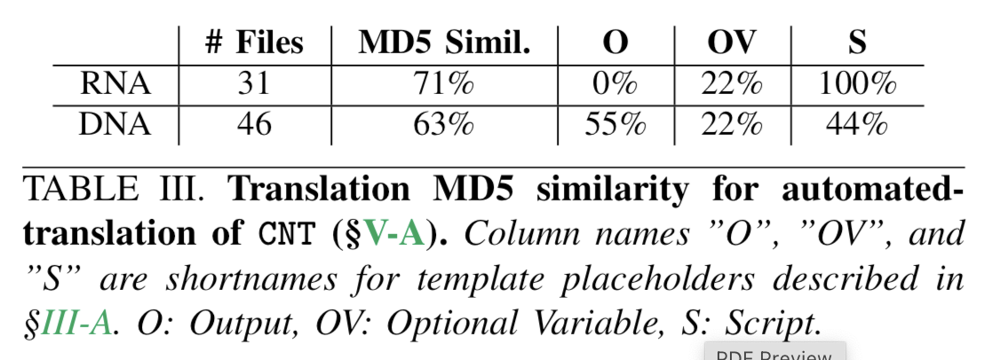 # Files MD5 Simil. O OV S
RNA 31 71% 0% 22% 100%
DNA 46 63% 55% 22% 44%
TABLE III. Translation MD5 similarity for automated-
translation of CNT (§V-A). Column names ”O”, ”OV”, and
”S” are shortnames for template placeholders described in
§III-A. O: Output, OV: Optional Variable, S: Script.
PDF Preview